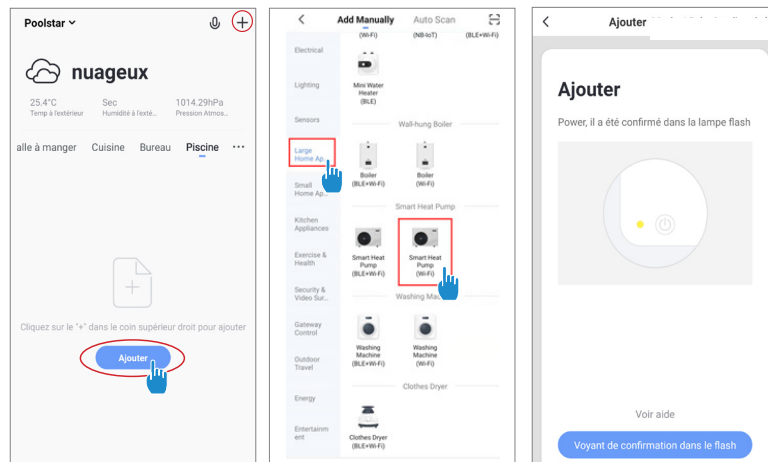 Poolstar
nuageux
25.4°C Sec 1014.29hPa
Temp à l'extérieur Humidité à l'exté... Pression Atmos...
alle à manger Cuisine Bureau Piscine
Cliquez sur le "+" dans le coin supérieur droit pour ajouter
Ajouter
Add Manually Auto Scan
(Wi-Fi) (NB-IoT) (BLE+Wi-Fi)
Electrical
Lighting
Sensors
Large
Home Ap...
Small
Home Ap...
Kitchen
Appliances
Exercise &
Health
Security &
Video Sur...
Gateway
Control
Outdoor
Travel
Energy
Entertainm
ent
Mini Water
Heater
(BLE)
Wall-hung Boiler
Boiler
(BLE+Wi-Fi)
Boiler
(Wi-Fi)
Smart Heat Pump
Smart Heat
Pump
(BLE+Wi-Fi)
Smart Heat
Pump
(Wi-Fi)
Washing
Washing
Machine
(BLE+Wi-Fi)
Washing
Machine
(Wi-Fi)
Clothes Dryer
Clothes Dryer
(BLE+Wi-Fi)
Ajouter
Ajouter
Power, il a été confirmé dans la lampe flash
Voir aide
Voyant de confirmation dans le flash